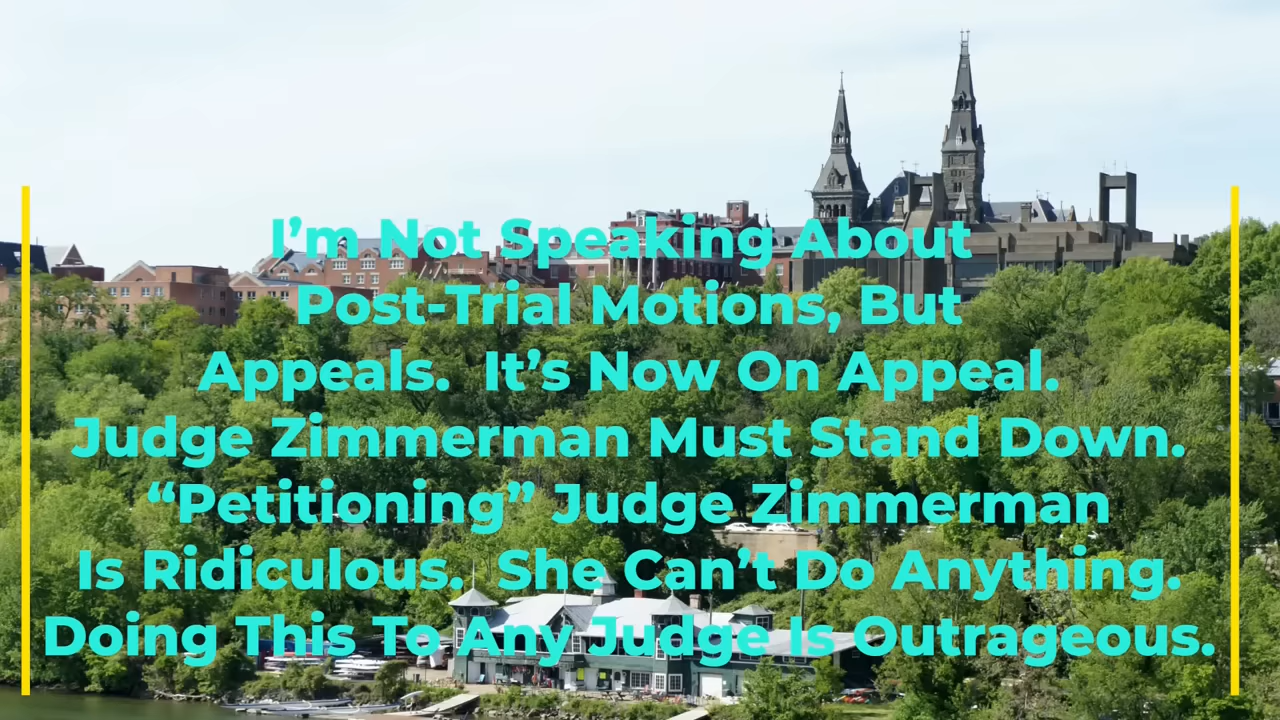 I’m Not Speaking About
Post-Trial Motions, But
Appeals.  It’s Now On Appeal.
Judge Zimmerman Must Stand Down.
“Petitioning” Judge Zimmerman
Is Ridiculous.  She Can’t Do Anything.
Doing This To Any Judge Is Outrageous.